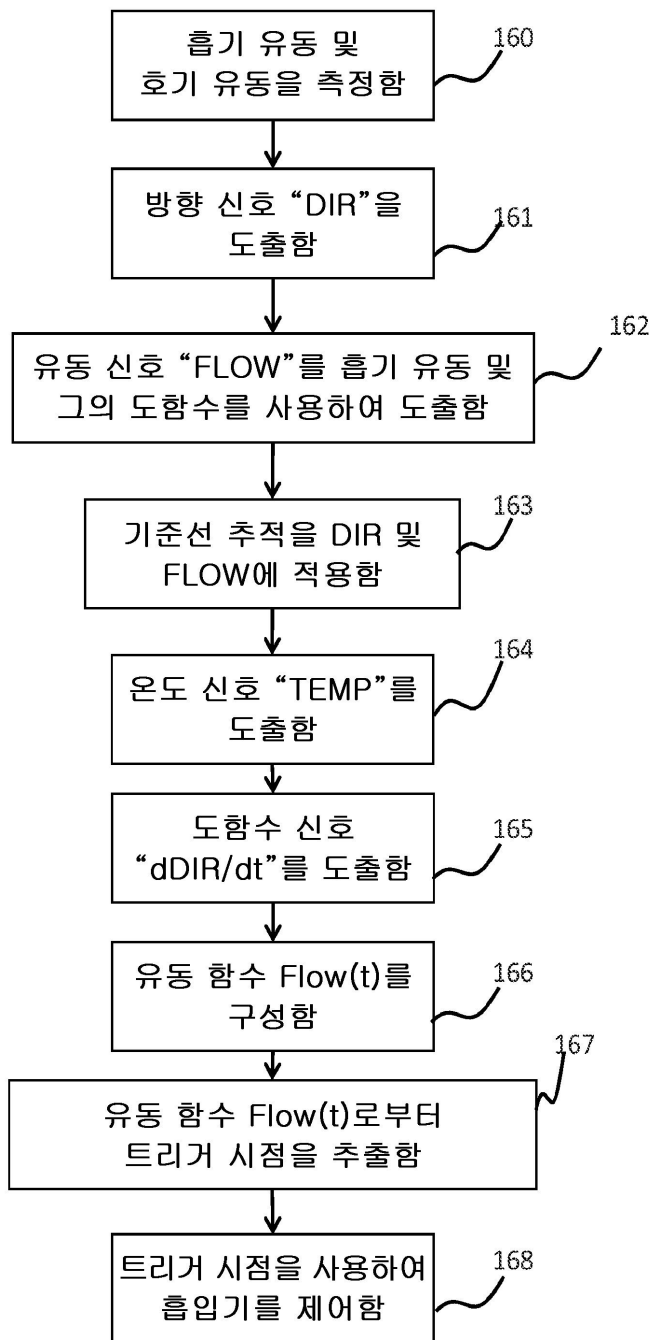 흡기 유동 및
호기 유동을 측정함
160
방향 신호 “DIR”을
도출함
161
유동 신호 “FLOW”를 흡기 유동 및
그의 도함수를 사용하여 도출함
162
기준선 추적을 DIR 및
FLOW에 적용함
163
온도 신호 “TEMP”를
도출함
164
도함수 신호
“dDIR/dt”를 도출함
165
유동 함수 Flow(t)를
구성함
166
유동 함수 Flow(t)로부터
트리거 시점을 추출함
167
트리거 시점을 사용하여
흡입기를 제어함
168